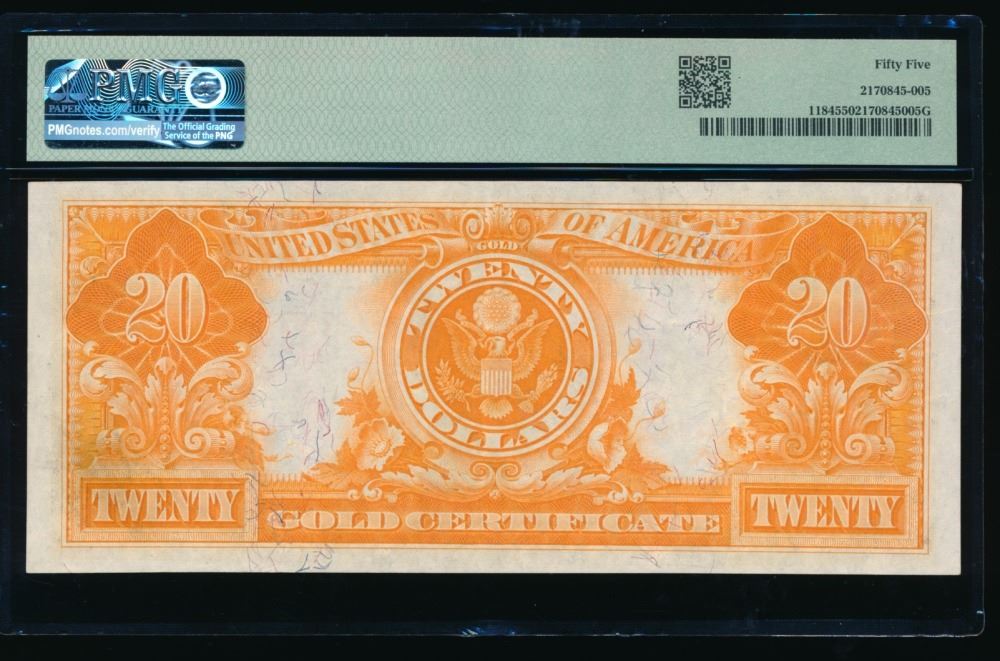 PMG
PAPER MONEY GUARANTY
PMGnotes.com/verify
The Official Grading
Service of the PNG
Fifty Five
2170845-005
11845502170845005G
UNITED STATES OF AMERICA
GOLD
20
20
TWENTY
DOLLARS
TWENTY
GOLD CERTIFICATE
TWENTY